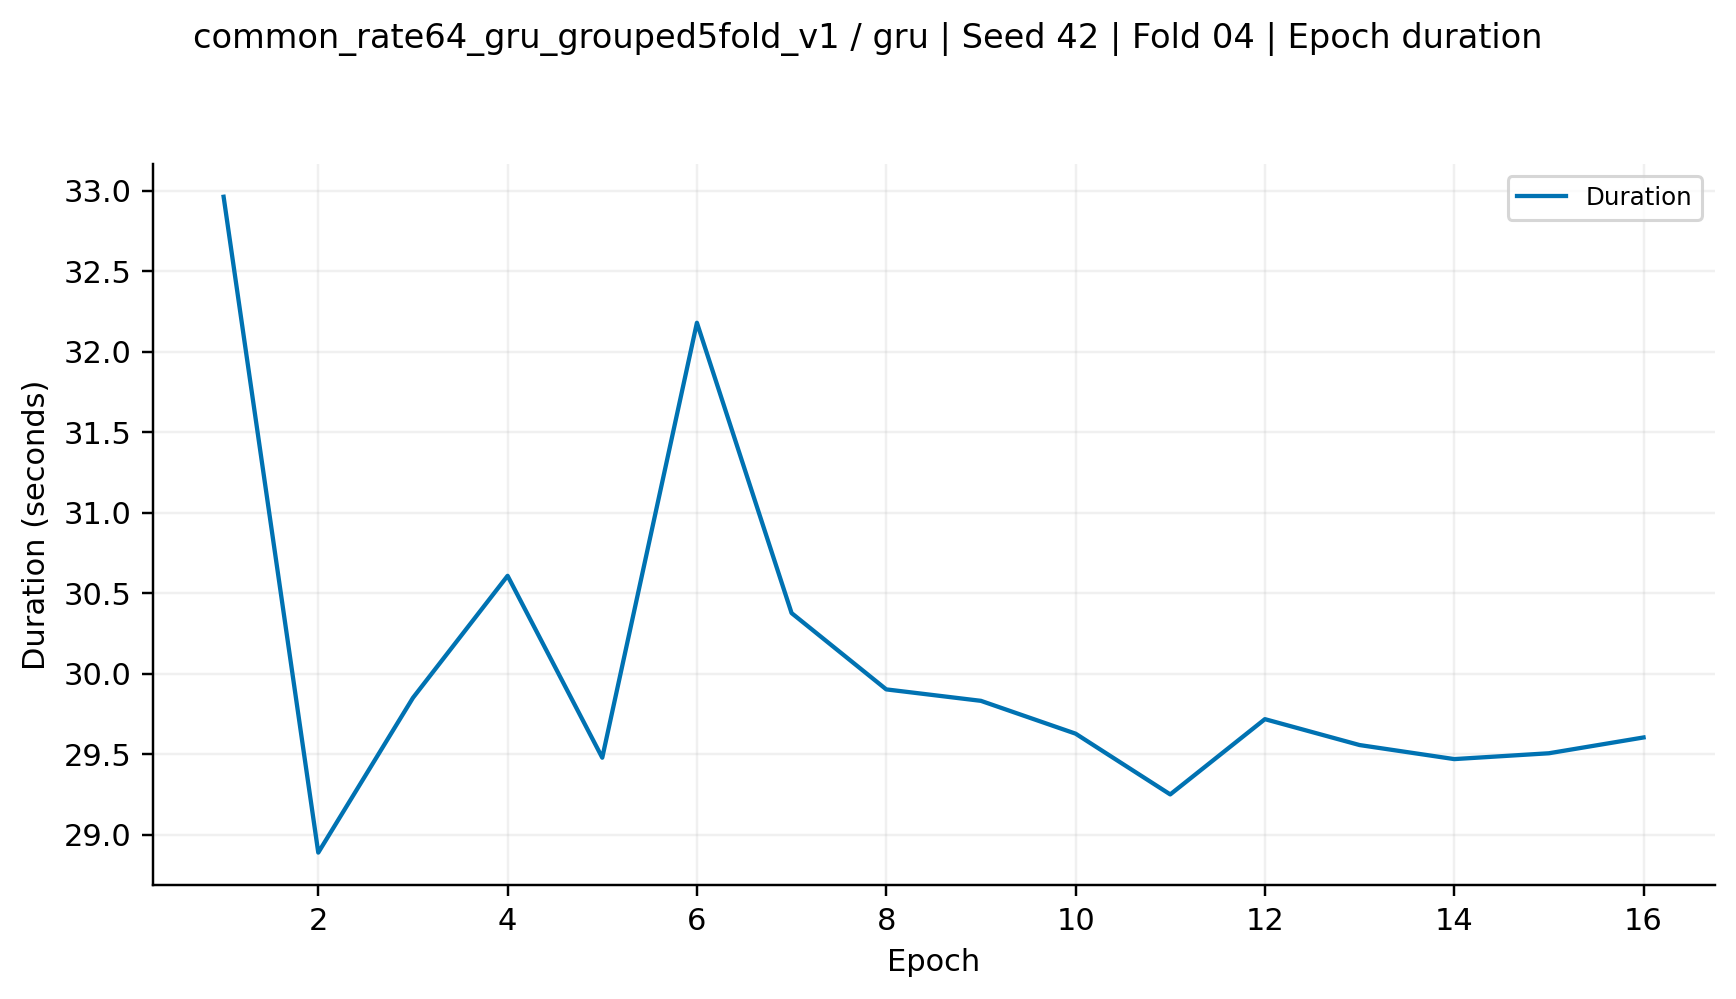 common_rate64_gru_grouped5fold_v1 / gru | Seed 42 | Fold 04 | Epoch duration
Duration
33.0
32.5
32.0
31.5
31.0
30.5
30.0
29.5
29.0
Duration (seconds)
2 4 6 8 10 12 14 16
Epoch